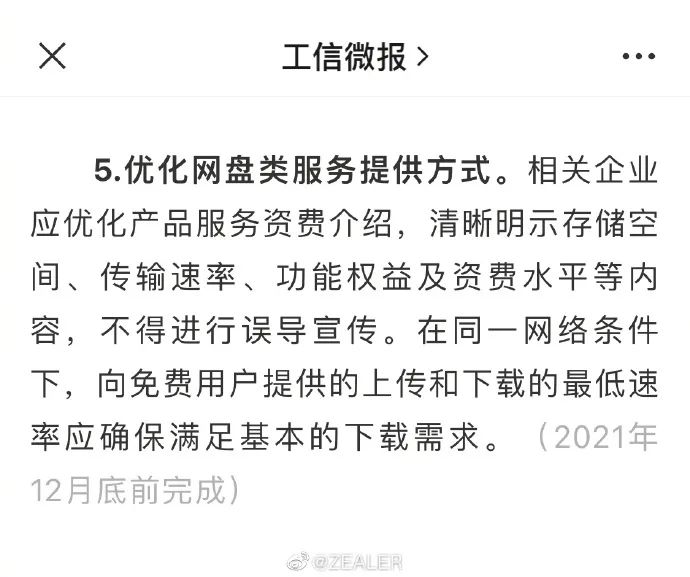 工信微报
5.优化网盘类服务提供方式。相关企业
应优化产品服务资费介绍，清晰明示存储空
间、传输速率、功能权益及资费水平等内
容，不得进行误导宣传。在同一网络条件
下，向免费用户提供的上传和下载的最低速
率应确保满足基本的下载需求。（2021年
12月底前完成）
@ZEALER